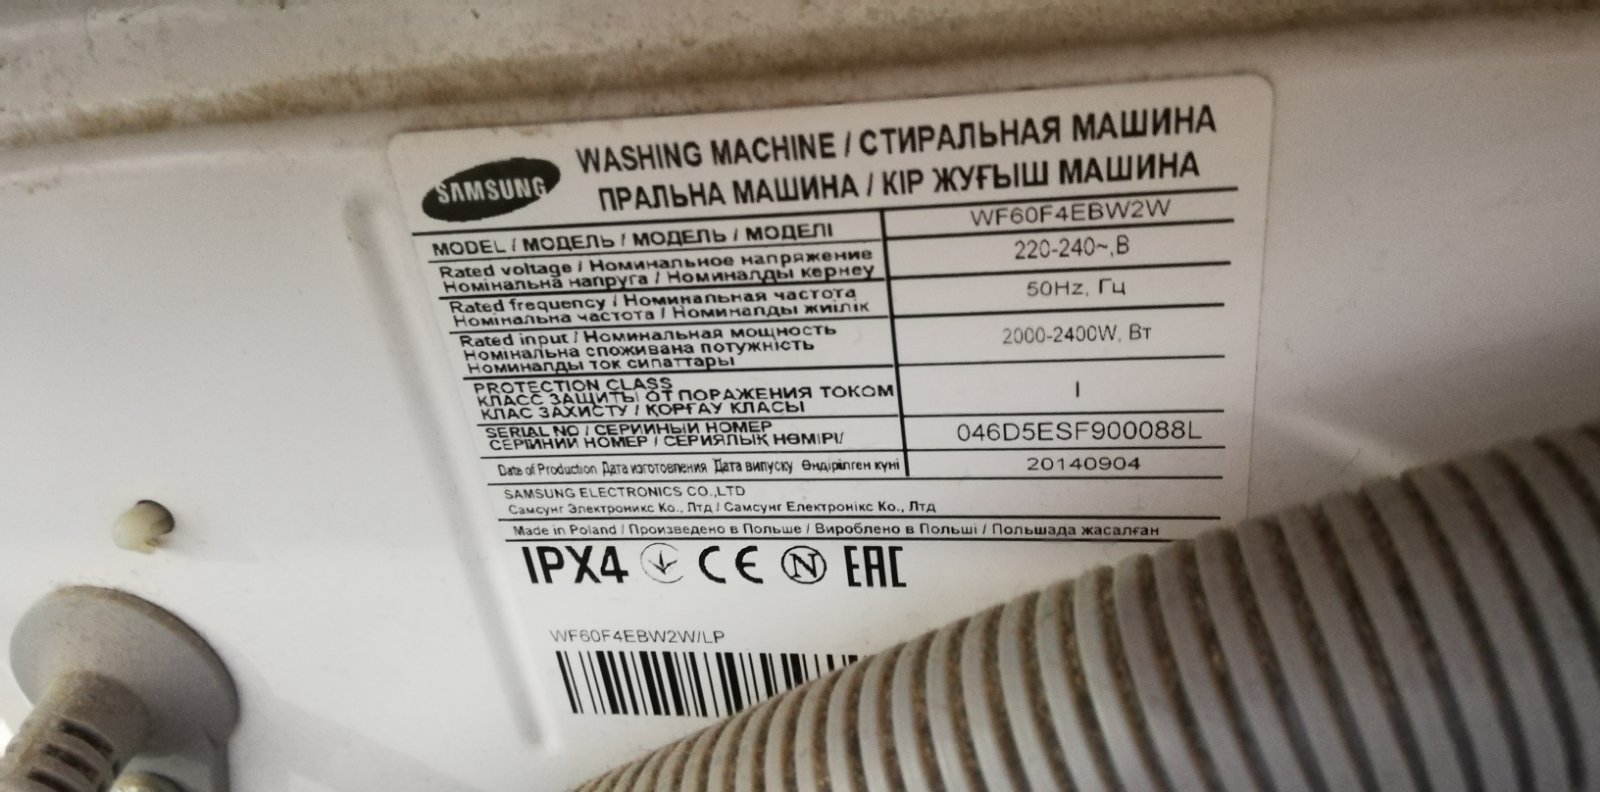 SAMSUNG
WASHING MACHINE / СТИРАЛЬНАЯ МАШИНА
ПРАЛЬНА МАШИНА / КІР ЖУҒЫШ МАШИНА
MODEL / МОДЕЛЬ / МОДЕЛЬ / МОДЕЛІ WF60F4EBW2W
Rated voltage / Номинальное напряжение
Номінальна напруга / Номиналды кернеу 220-240~,В
Rated frequency / Номинальная частота
Номінальна частота / Номиналды жиілік 50Hz, Гц
Rated input / Номинальная мощность
Номінальна споживана потужність
Номиналды ток сипаттары 2000-2400W, Вт
PROTECTION CLASS
КЛАСС ЗАЩИТЫ ОТ ПОРАЖЕНИЯ ТОКОМ
КЛАС ЗАХИСТУ / ҚОРҒАУ КЛАСЫ I
SERIAL NO / СЕРИЙНЫЙ НОМЕР
СЕРІЙНИЙ НОМЕР / СЕРИЯЛЫҚ НӨМІРІ/ 046D5ESF900088L
Date of Production Дата изготовления Дата випуску Өндіріпген күні 20140904
SAMSUNG ELECTRONICS CO.,LTD
Самсунг Электроникс Ко., Лтд / Самсунг Електронікс Ко., Лтд
Made in Poland / Произведено в Польше / Вироблено в Польші / Польшада жасалған
IPX4 CE N EAC
WF60F4EBW2W/LP